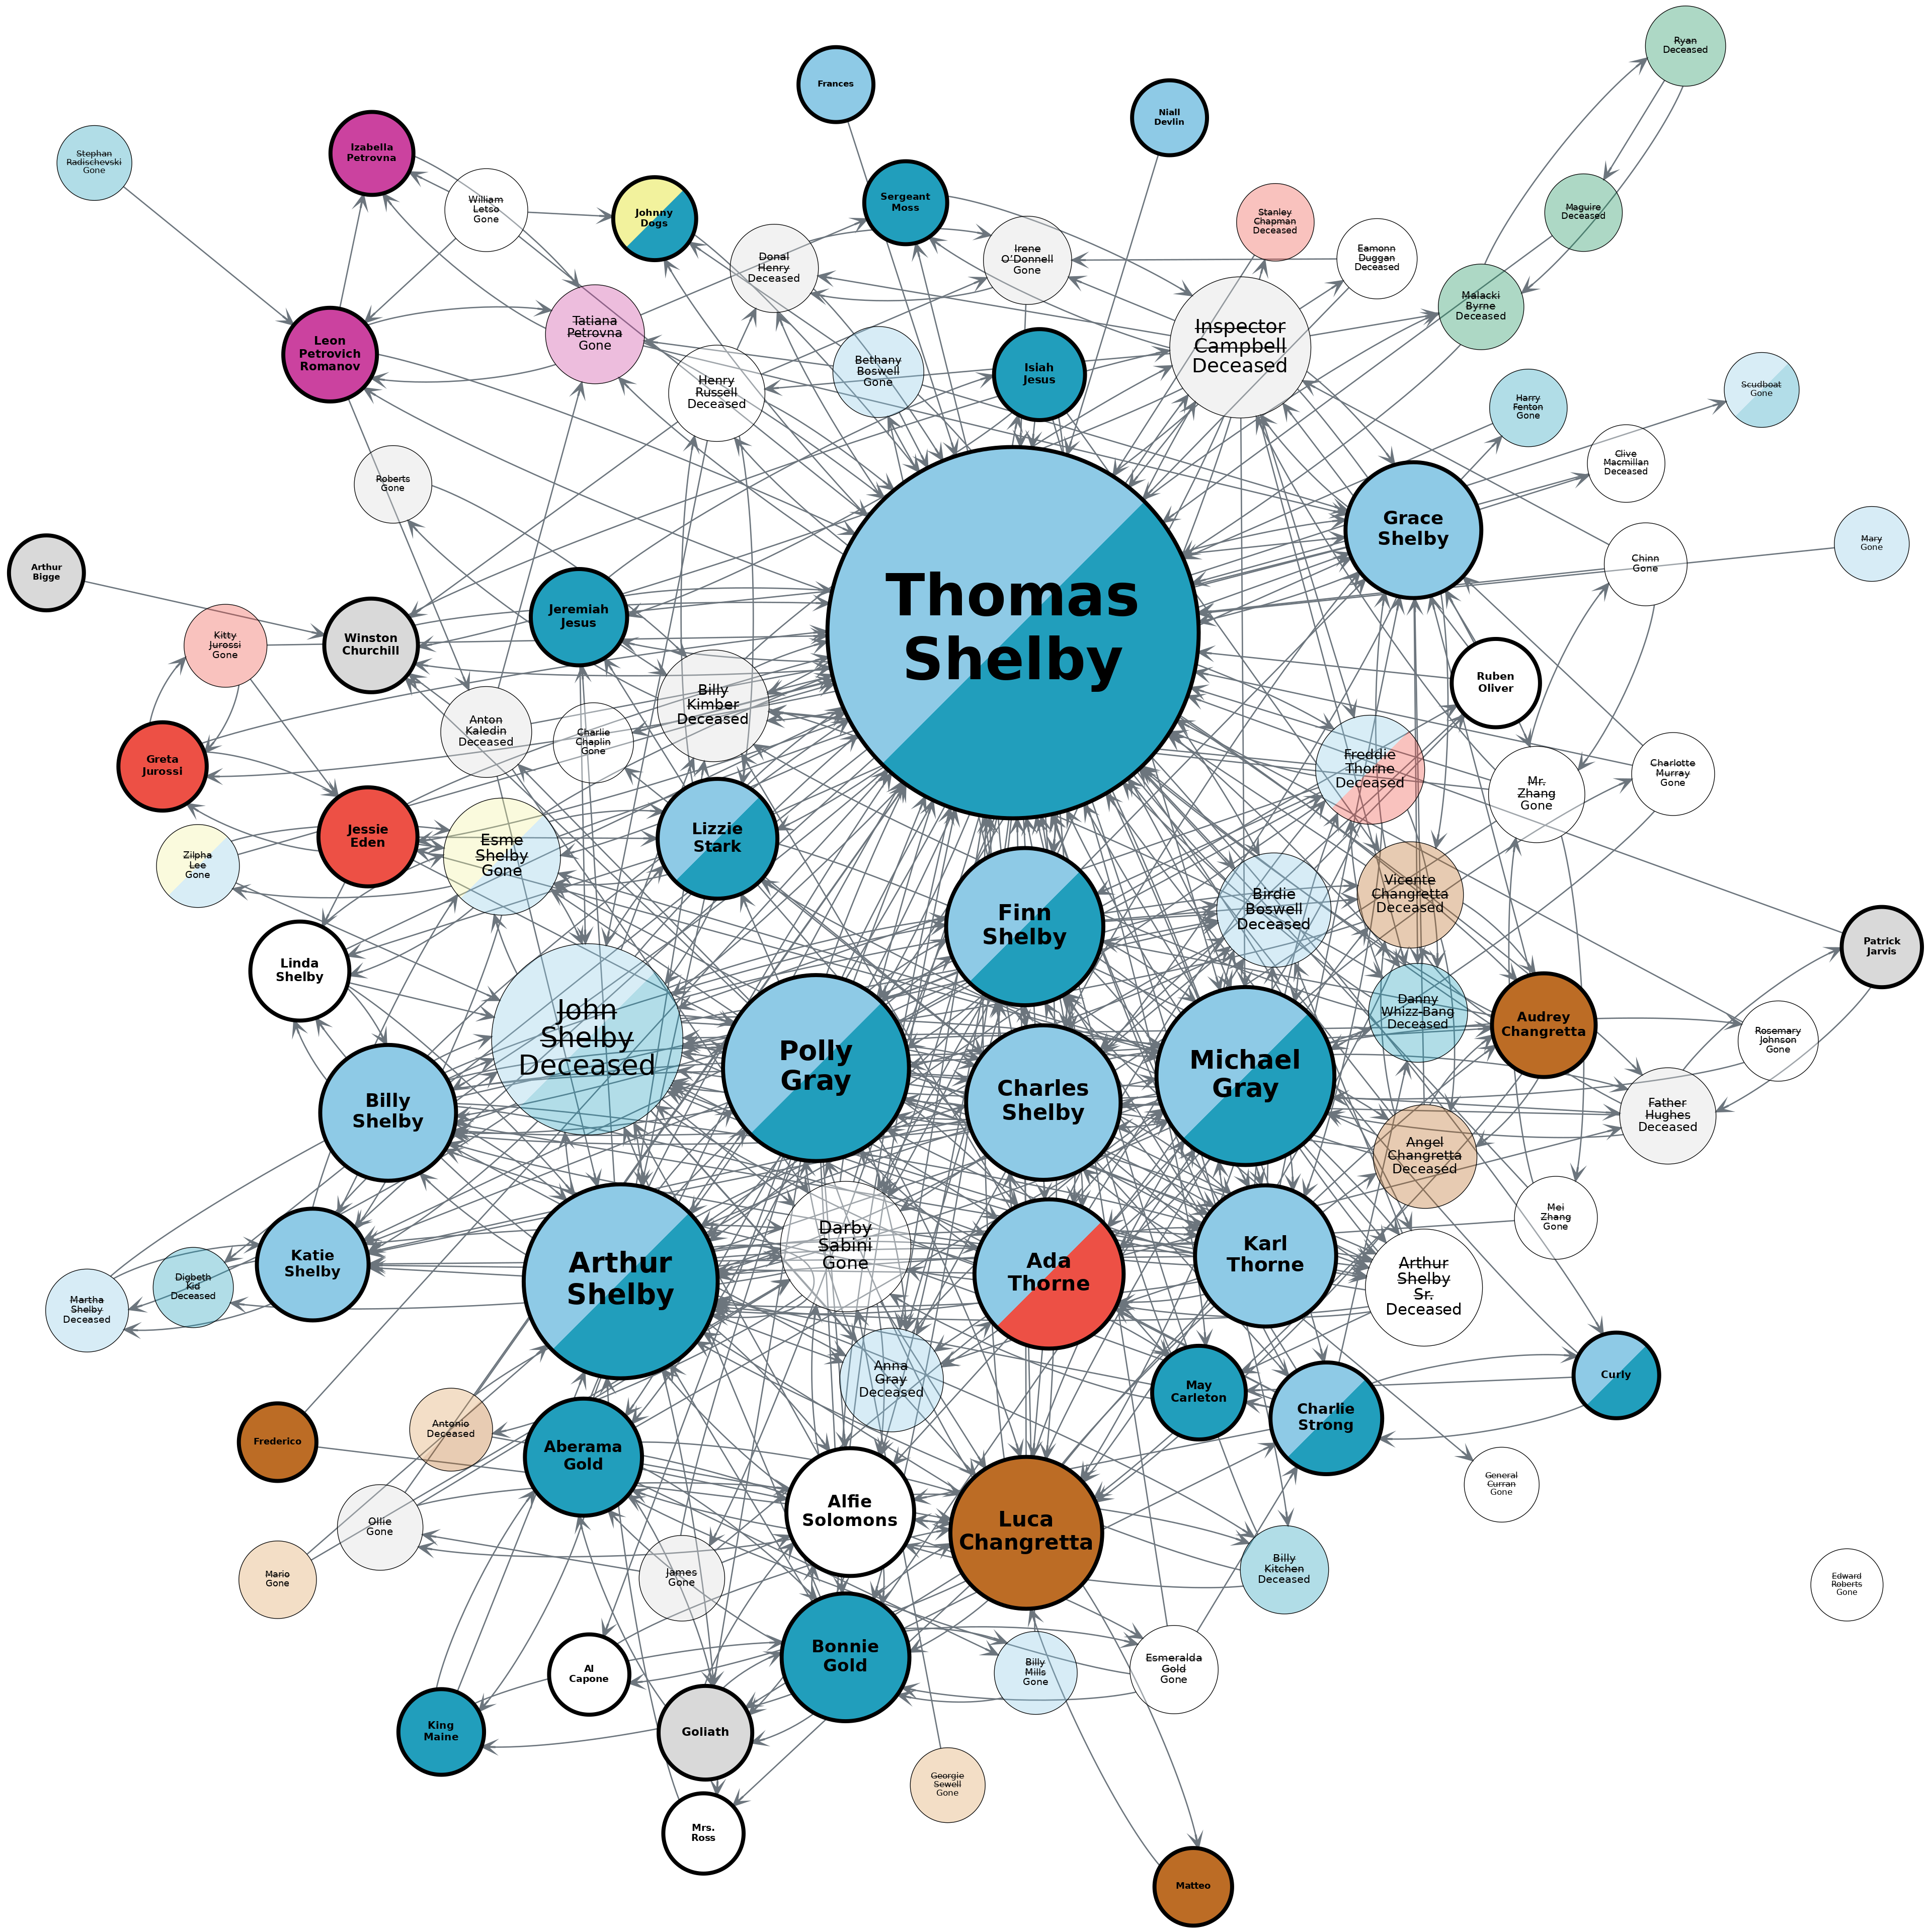 Ryan
Deceased
Frances
Niall
Devlin
Izabella
Petrovna
Stephan
Radischevski
Gone
William
Letso
Gone
Johnny
Dogs
Sergeant
Moss
Maguire
Deceased
Stanley
Chapman
Deceased
Irene
O'Donnell
Gone
Eamonn
Duggan
Deceased
Donal
Henry
Deceased
Malacki
Byrne
Deceased
Tatiana
Petrovna
Gone
Inspector
Campbell
Deceased
Leon
Petrovich
Romanov
Bethany
Boswell
Gone
Isiah
Jesus
Henry
Russell
Deceased
Scudboat
Gone
Harry
Fenton
Gone
Clive
Macmillan
Deceased
Roberts
Gone
Grace
Shelby
Mary
Gone
Chinn
Gone
Arthur
Bigge
Thomas
Shelby
Jeremiah
Jesus
Kitty
Jurossi
Gone
Winston
Churchill
Ruben
Oliver
Billy
Kimber
Deceased
Anton
Kaledin
Deceased
Charlie
Chaplin
Gone
Greta
Jurossi
Freddie
Thorne
Deceased
Charlotte
Murray
Gone
Mr.
Zhang
Gone
Jessie
Eden
Lizzie
Stark
Esme
Shelby
Gone
Zilpha
Lee
Gone
Vicente
Changretta
Deceased
Birdie
Boswell
Deceased
Finn
Shelby
Patrick
Jarvis
Linda
Shelby
Danny
Whizz-Bang
Deceased
Audrey
Changretta
John
Shelby
Deceased
Rosemary
Johnson
Gone
Polly
Gray
Michael
Gray
Charles
Shelby
Billy
Shelby
Father
Hughes
Deceased
Angel
Changretta
Deceased
Mei
Zhang
Gone
Darby
Sabini
Gone
Karl
Thorne
Katie
Shelby
Ada
Thorne
Arthur
Shelby
Digbeth
Kid
Deceased
Arthur
Shelby
Sr.
Deceased
Martha
Shelby
Deceased
Curly
Anna
Gray
Deceased
May
Carleton
Charlie
Strong
Antonio
Deceased
Frederico
Aberama
Gold
General
Curran
Gone
Alfie
Solomons
Ollie
Gone
Luca
Changretta
Billy
Kitchen
Deceased
Mario
Gone
James
Gone
Edward
Roberts
Gone
Bonnie
Gold
Al
Capone
Billy
Mills
Gone
Esmeralda
Gold
Gone
King
Maine
Goliath
Georgie
Sewell
Gone
Mrs.
Ross
Matteo